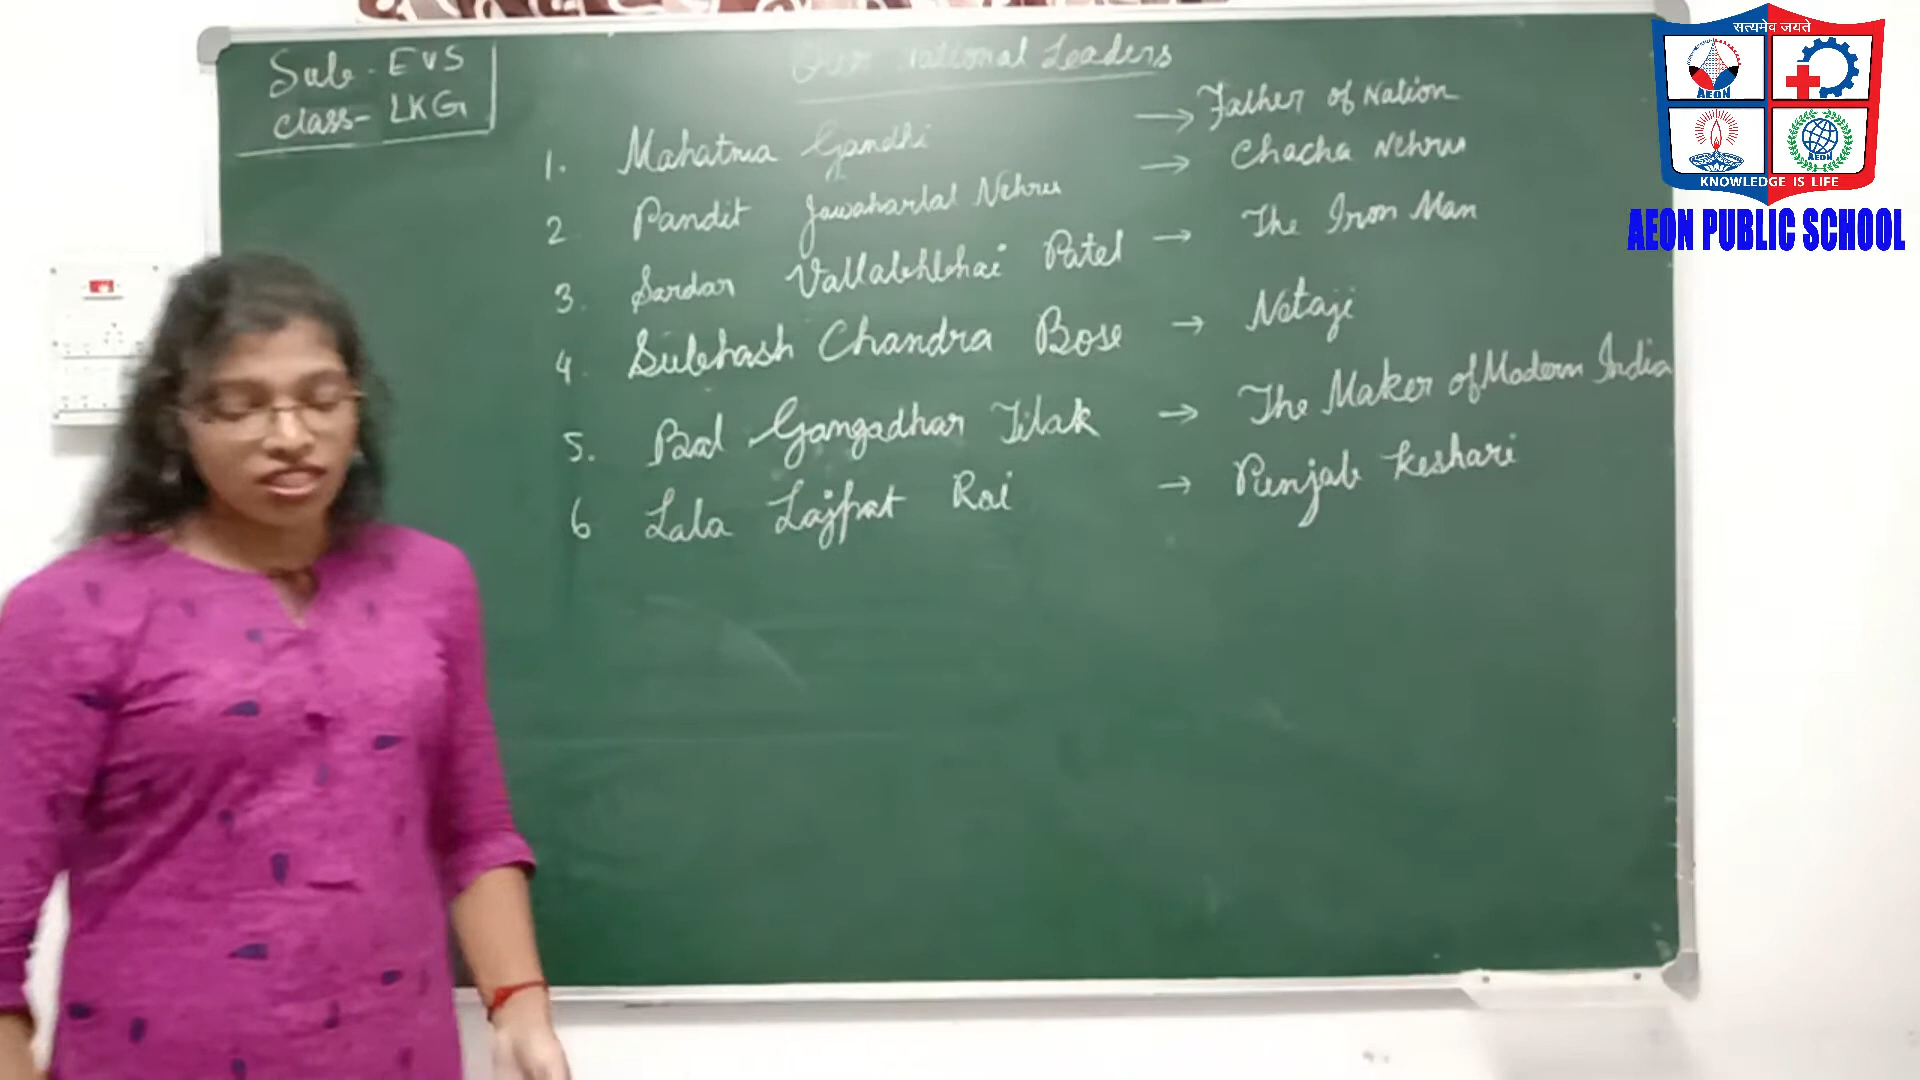 Sub - EVS
Class - LKG
Our National Leaders
1. Mahatma Gandhi → Father of Nation
2 Pandit Jawaharlal Nehru → Chacha Nehru
3. Sardar Vallabhbhai Patel → The Iron Man
4. Subhash Chandra Bose → Netaji
5. Bal Gangadhar Tilak → The Maker of Modern India
6 Lala Lajpat Rai → Punjab Keshari
सत्यमेव जयते
AEON
AEON
KNOWLEDGE IS LIFE
AEON PUBLIC SCHOOL